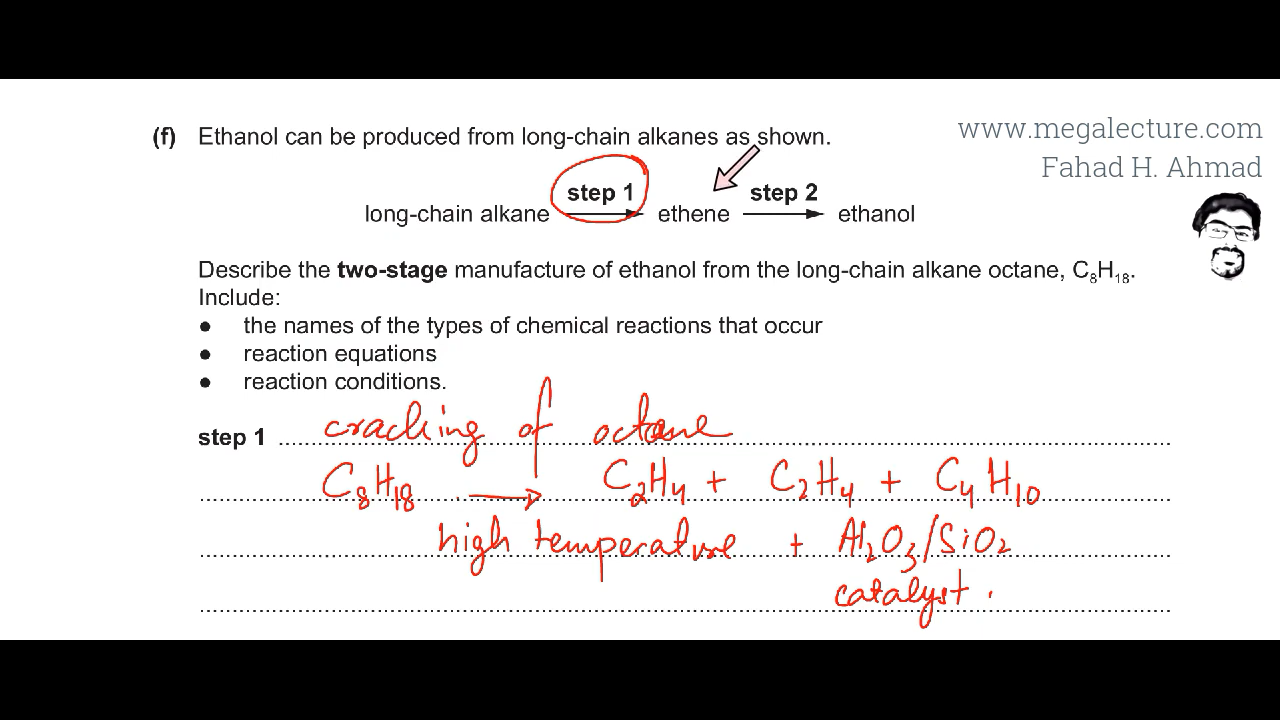 www.megalecture.com
Fahad H. Ahmad
(f) Ethanol can be produced from long-chain alkanes as shown.
step 1 step 2
long-chain alkane ethene ethanol
Describe the two-stage manufacture of ethanol from the long-chain alkane octane, C₈H₁₈.
Include:
● the names of the types of chemical reactions that occur
● reaction equations
● reaction conditions.
step 1 cracking of octane
C₈H₁₈ → C₂H₄ + C₂H₄ + C₄H₁₀
high temperature + Al₂O₃/SiO₂
catalyst.